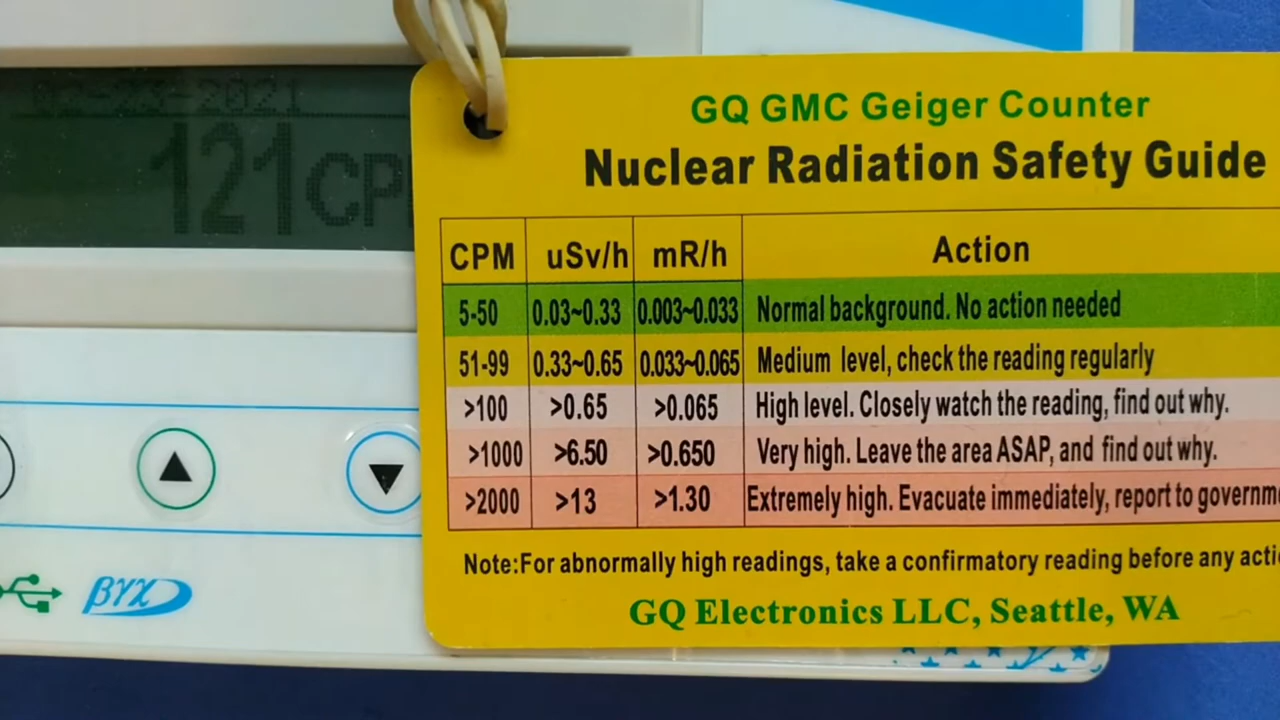 02-23-2021
121CP
GQ GMC Geiger Counter
Nuclear Radiation Safety Guide
CPM uSv/h mR/h Action
5-50 0.03~0.33 0.003~0.033 Normal background. No action needed
51-99 0.33~0.65 0.033~0.065 Medium level, check the reading regularly
>100 >0.65 >0.065 High level. Closely watch the reading, find out why.
>1000 >6.50 >0.650 Very high. Leave the area ASAP, and find out why.
>2000 >13 >1.30 Extremely high. Evacuate immediately, report to governm
Note:For abnormally high readings, take a confirmatory reading before any acti
GQ Electronics LLC, Seattle, WA
βγχ